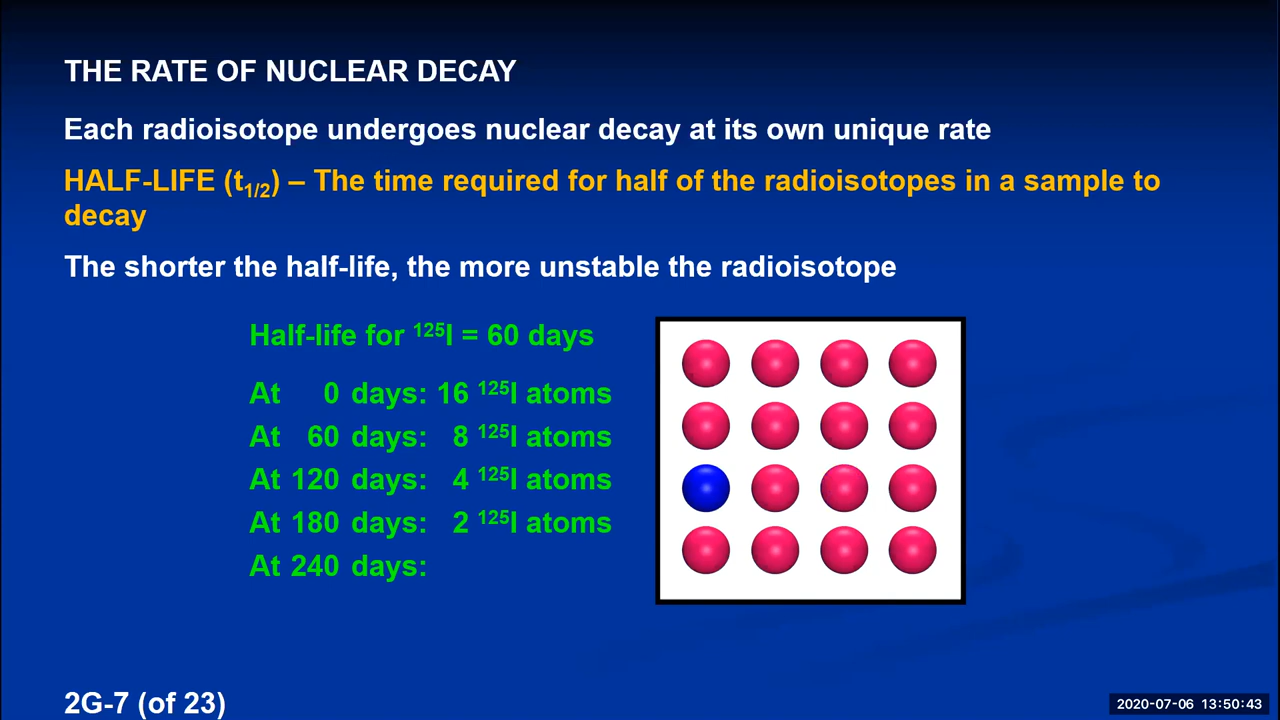 THE RATE OF NUCLEAR DECAY
Each radioisotope undergoes nuclear decay at its own unique rate
HALF-LIFE (t1/2) – The time required for half of the radioisotopes in a sample to
decay
The shorter the half-life, the more unstable the radioisotope
Half-life for 125I = 60 days
At 0 days: 16 125I atoms
At 60 days: 8 125I atoms
At 120 days: 4 125I atoms
At 180 days: 2 125I atoms
At 240 days:
2G-7 (of 23)
2020-07-06 13:50:43